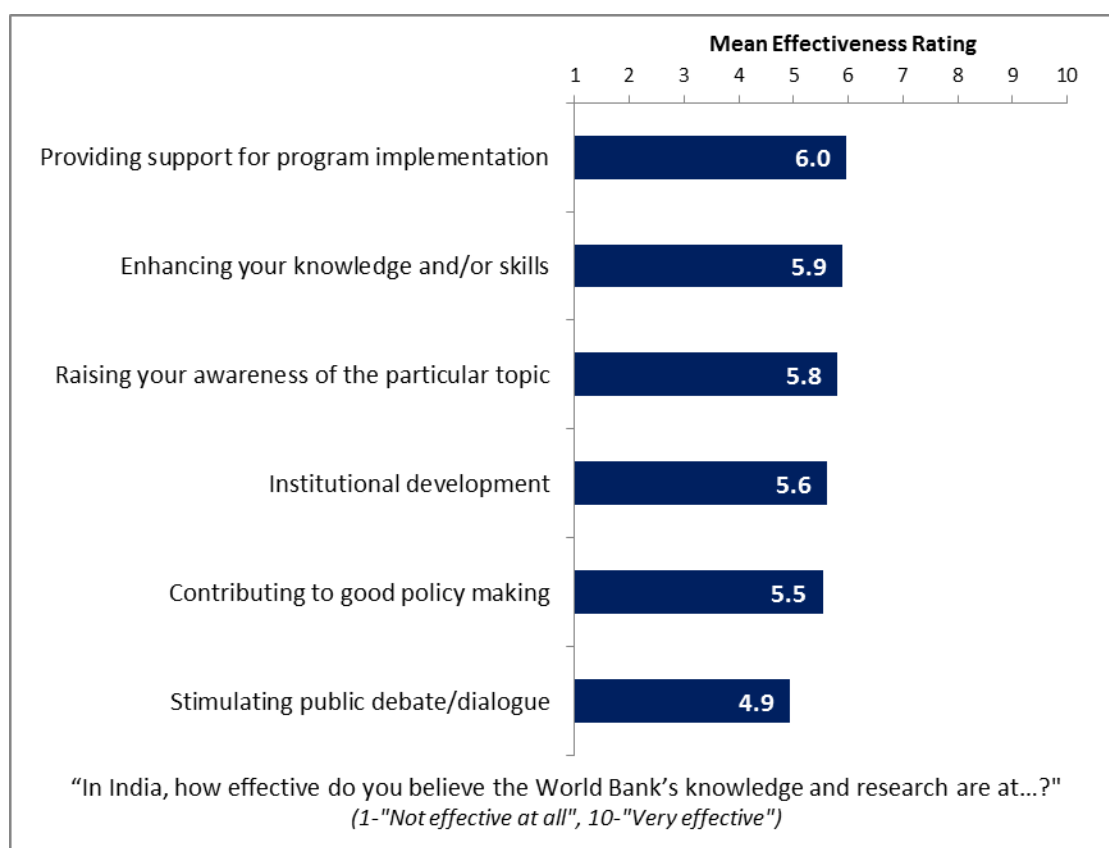 Mean Effectiveness Rating
1 2 3 4 5 6 7 8 9 10
Providing support for program implementation 6.0
Enhancing your knowledge and/or skills 5.9
Raising your awareness of the particular topic 5.8
Institutional development 5.6
Contributing to good policy making 5.5
Stimulating public debate/dialogue 4.9
“In India, how effective do you believe the World Bank’s knowledge and research are at…?"
(1-"Not effective at all", 10-"Very effective")